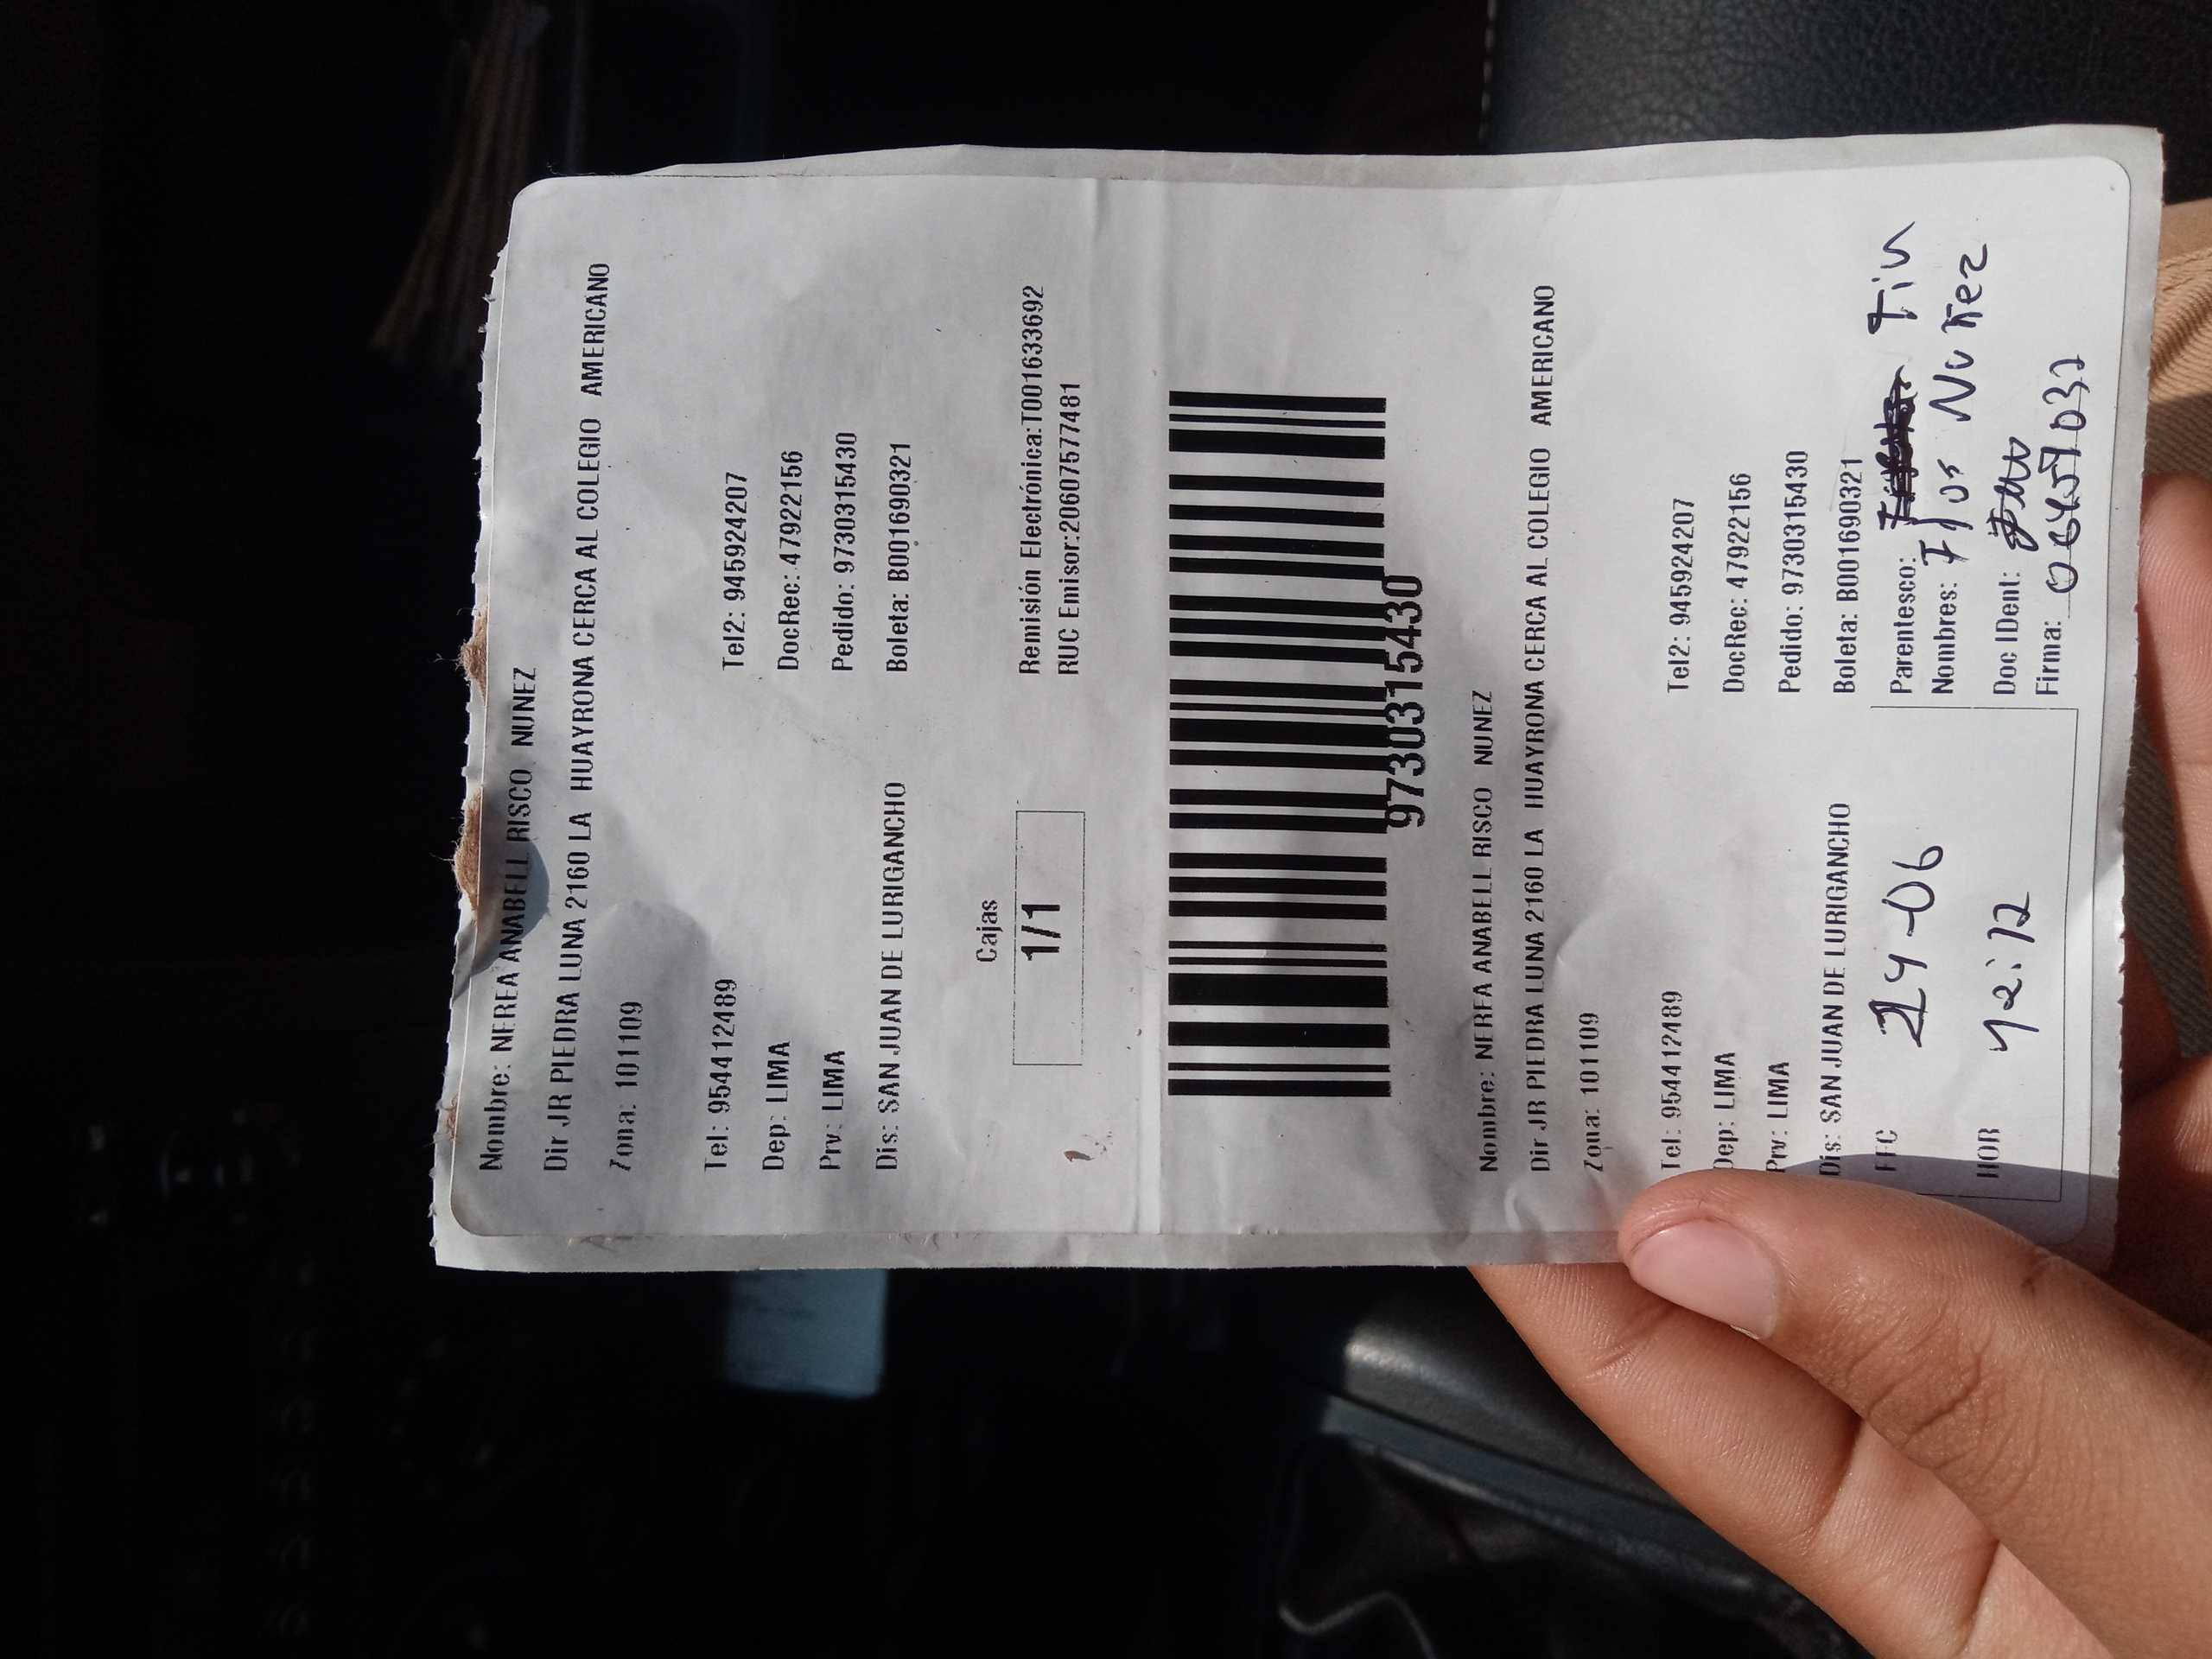 Nombre: NEREA ANABELL RISCO NUNEZ
Dir JR PIEDRA LUNA 2160 LA HUAYRONA CERCA AL COLEGIO AMERICANO
Zona: 101109
Tel: 954412489 Tel2: 945924207
Dep: LIMA DocRec: 47922156
Prv: LIMA Pedido: 9730315430
Dis: SAN JUAN DE LURIGANCHO Boleta: B001690321
Cajas
1/1
Remisión Electrónica:T001633692
RUC Emisor:20607577481
9730315430
Nombre: NEREA ANABELL RISCO NUNEZ
Dir JR PIEDRA LUNA 2160 LA HUAYRONA CERCA AL COLEGIO AMERICANO
Zona: 101109
Tel: 954412489 Tel2: 945924207
Dep: LIMA DocRec: 47922156
Prv: LIMA Pedido: 9730315430
Dis: SAN JUAN DE LURIGANCHO Boleta: B001690321
FEC 24-06
HOR
Parentesco:
Nombres: Flor Nuñez
Doc IDent:
Firma: